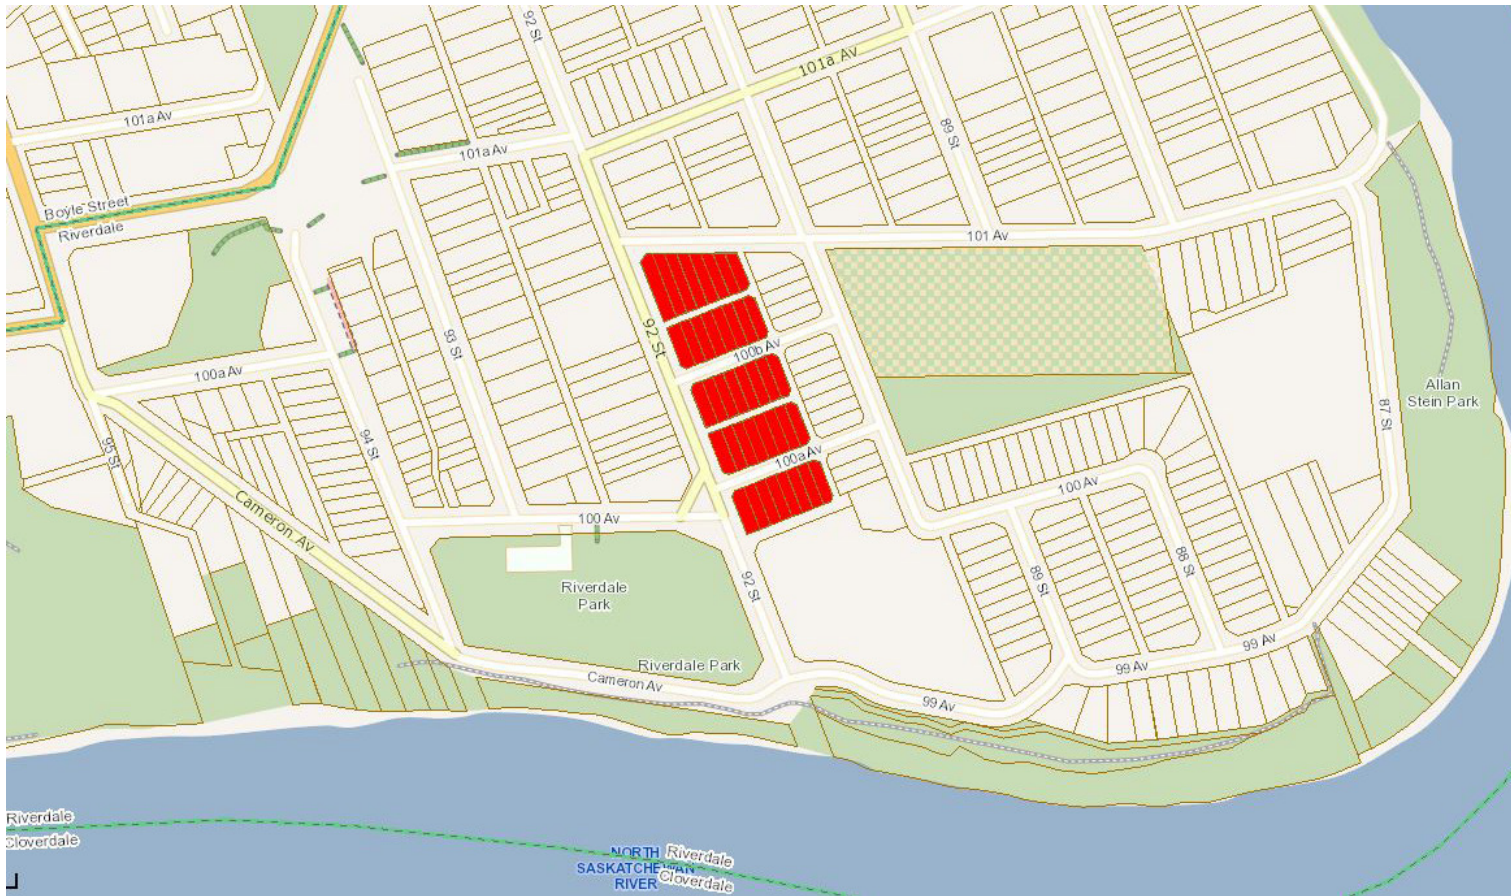 92 St
101a Av
101a Av
101a Av
89 St
Boyle Street
Riverdale
101 Av
93 St
92 St
100b Av
100a Av
Allan
Stein Park
87 St
95 St
94 St
100a Av
100 Av
Cameron Av
100 Av
88 St
89 St
Riverdale
Park
92 St
99 Av
Riverdale Park
99 Av
Cameron Av
99 Av
Riverdale
Cloverdale
NORTH
SASKATCHEWAN
RIVER
Riverdale
Cloverdale